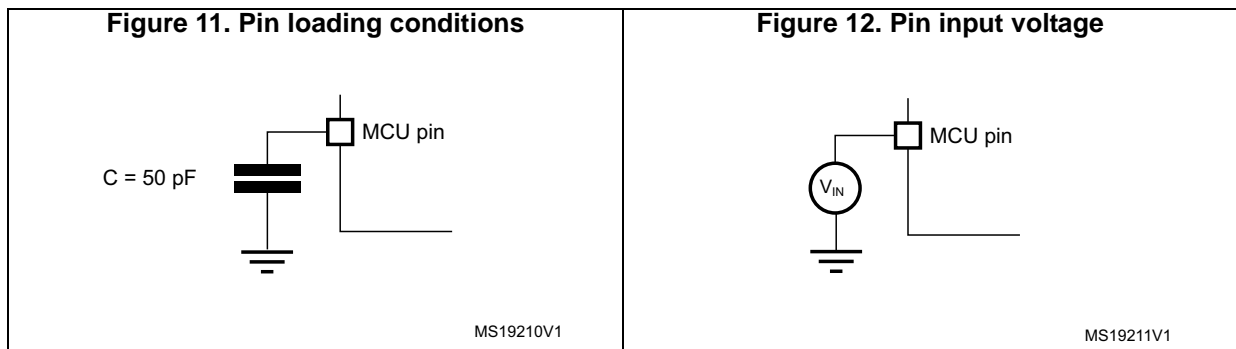 Figure 11. Pin loading conditions
MCU pin
C = 50 pF
MS19210V1
Figure 12. Pin input voltage
MCU pin
VIN
MS19211V1